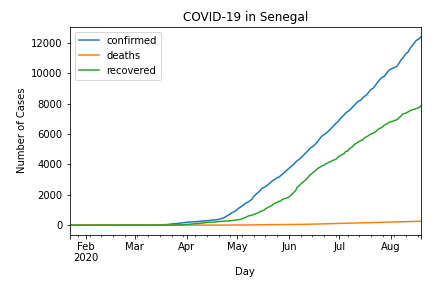 COVID-19 in Senegal
confirmed
deaths
recovered
Number of Cases
12000
10000
8000
6000
4000
2000
0
Feb Mar Apr May Jun Jul Aug
2020
Day